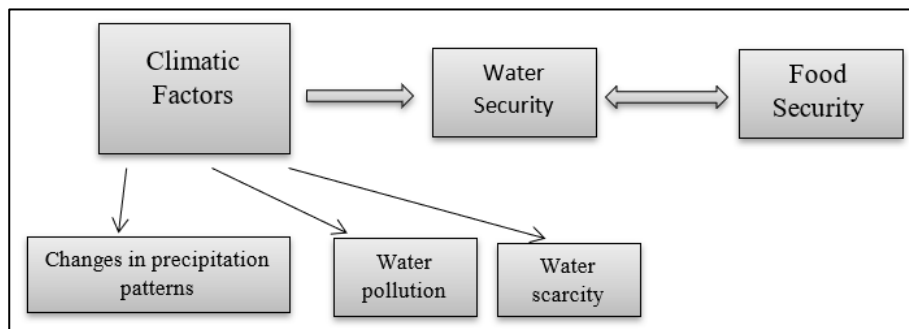 Climatic
Factors
Water
Security
Food
Security
Changes in precipitation
patterns
Water
pollution
Water
scarcity